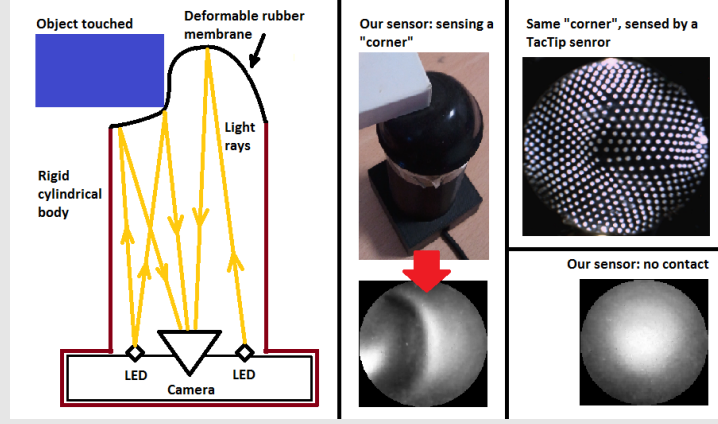 Object touched
Deformable rubber
membrane
Light
rays
Rigid
cylindrical
body
LED
LED
Camera
Our sensor: sensing a
"corner"
Same "corner", sensed by a
TacTip senror
Our sensor: no contact